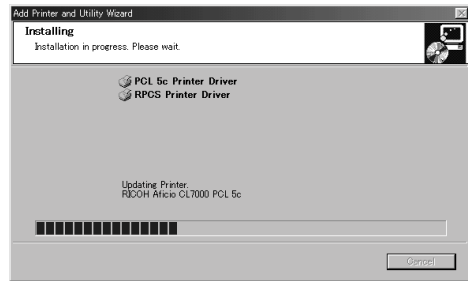 Add Printer and Utility Wizard
Installing
Installation in progress. Please wait.
PCL 5c Printer Driver
RPCS Printer Driver
Updating Printer.
RICOH Aficio CL7000 PCL 5c
Cancel